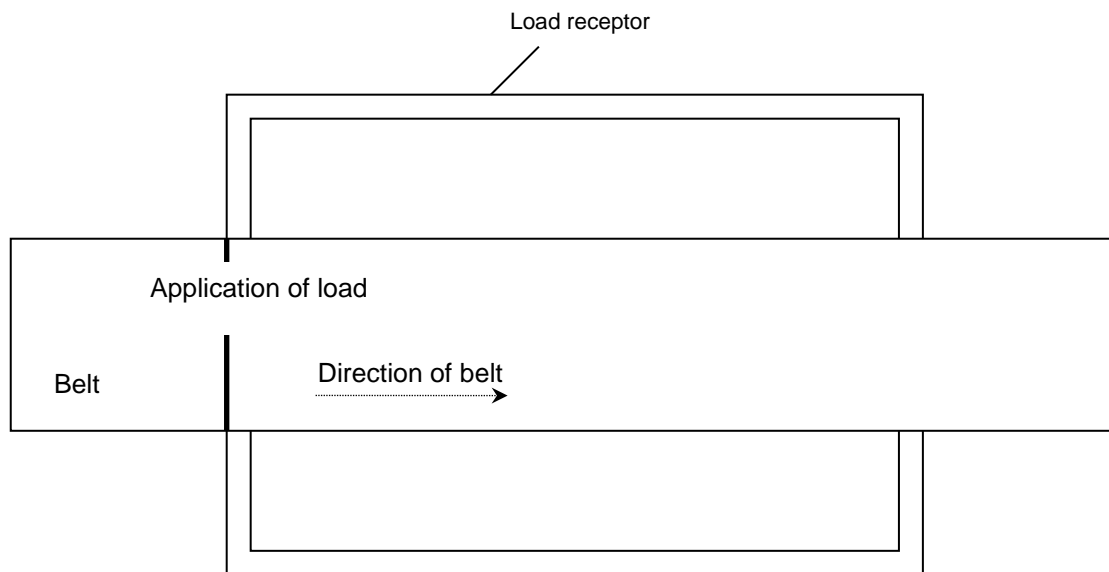 Load receptor
Application of load
Direction of belt
Belt